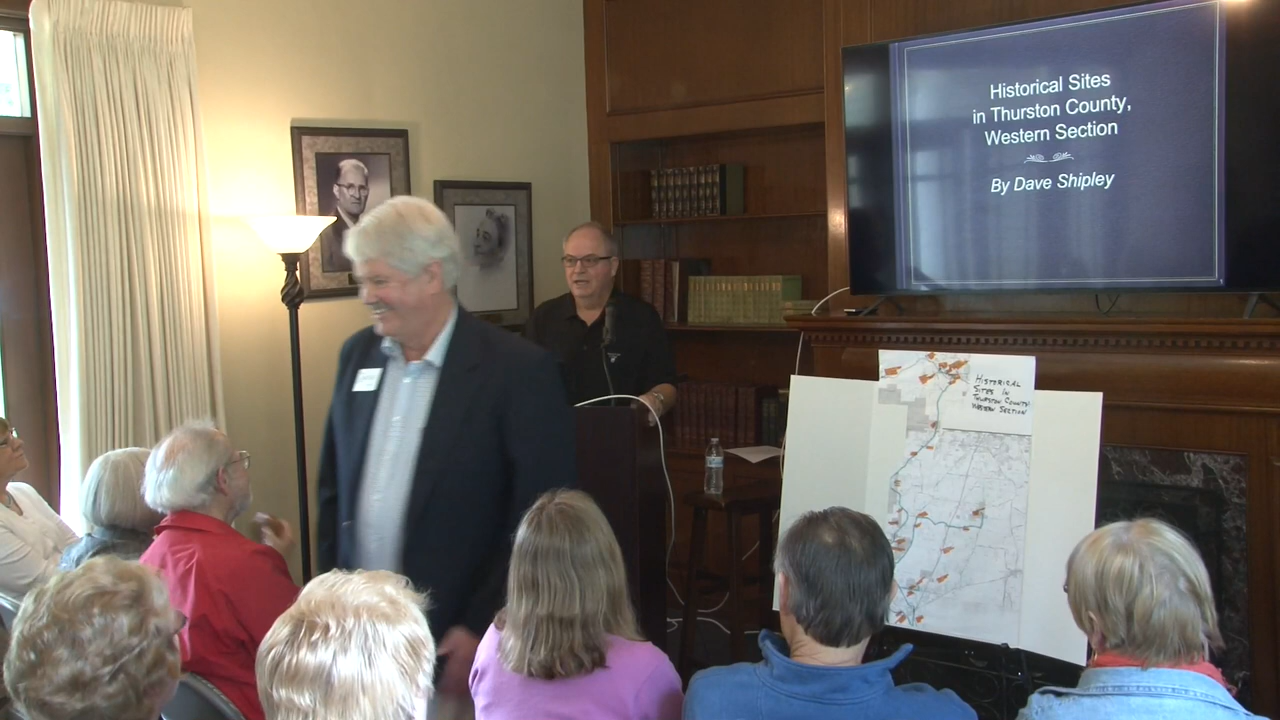 Historical Sites
in Thurston County,
Western Section
By Dave Shipley
HISTORICAL
SITES IN
THURSTON COUNTY:
WESTERN SECTION